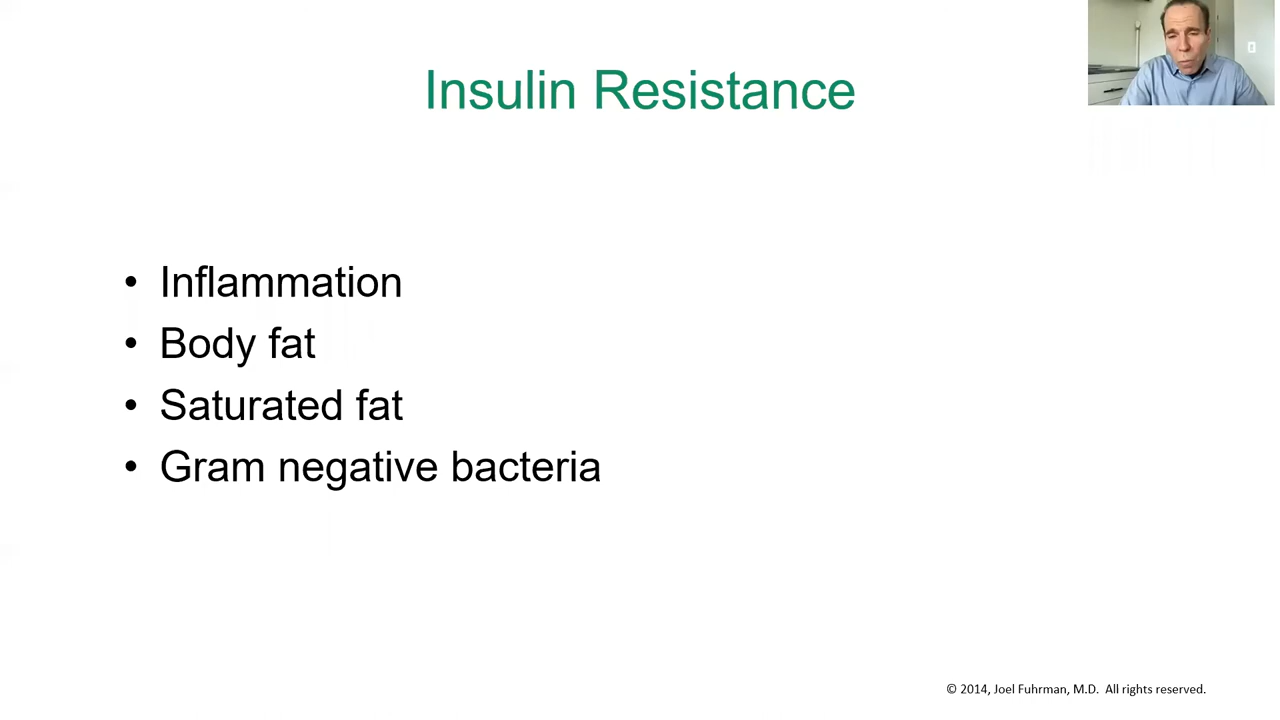 Insulin Resistance
• Inflammation
• Body fat
• Saturated fat
• Gram negative bacteria
© 2014, Joel Fuhrman, M.D.  All rights reserved.